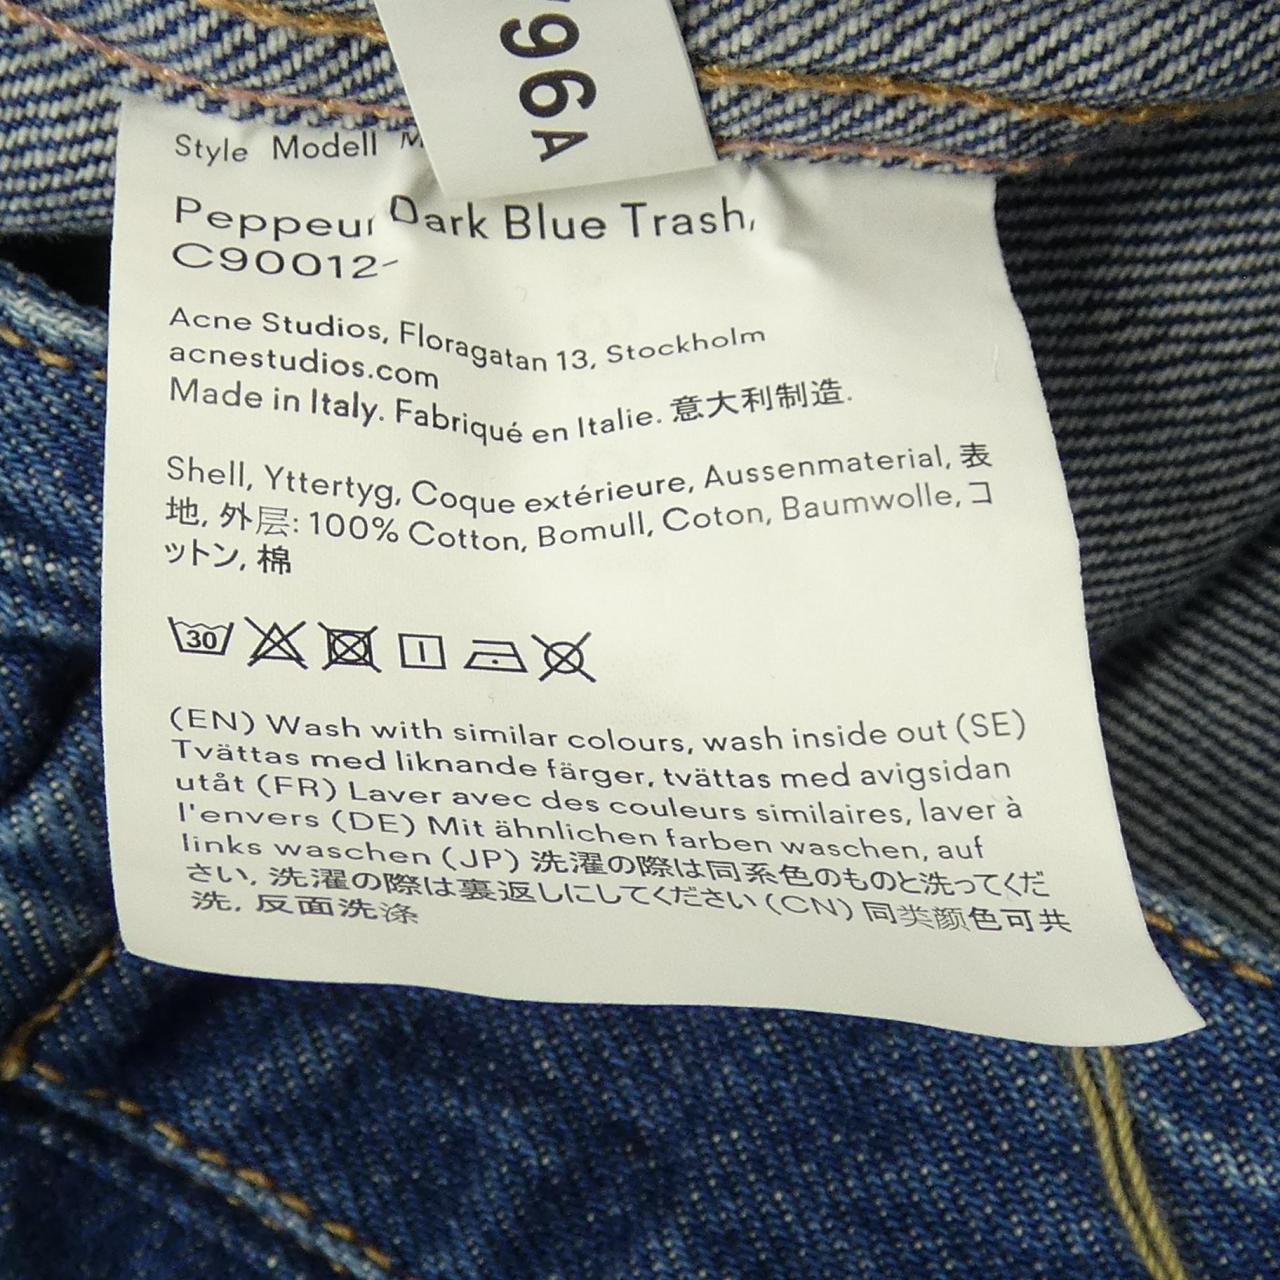 96A
Style Modell
Peppeur Dark Blue Trash,
C90012-
Acne Studios, Floragatan 13, Stockholm
acnestudios.com
Made in Italy. Fabriqué en Italie. 意大利制造.
Shell, Yttertyg, Coque extérieure, Aussenmaterial, 表
地, 外层: 100% Cotton, Bomull, Coton, Baumwolle, コ
ットン, 棉
30
(EN) Wash with similar colours, wash inside out (SE)
Tvättas med liknande färger, tvättas med avigsidan
utåt (FR) Laver avec des couleurs similaires, laver à
l'envers (DE) Mit ähnlichen farben waschen, auf
links waschen (JP) 洗濯の際は同系色のものと洗ってくだ
さい, 洗濯の際は裏返しにしてください (CN) 同类颜色可共
洗, 反面洗涤